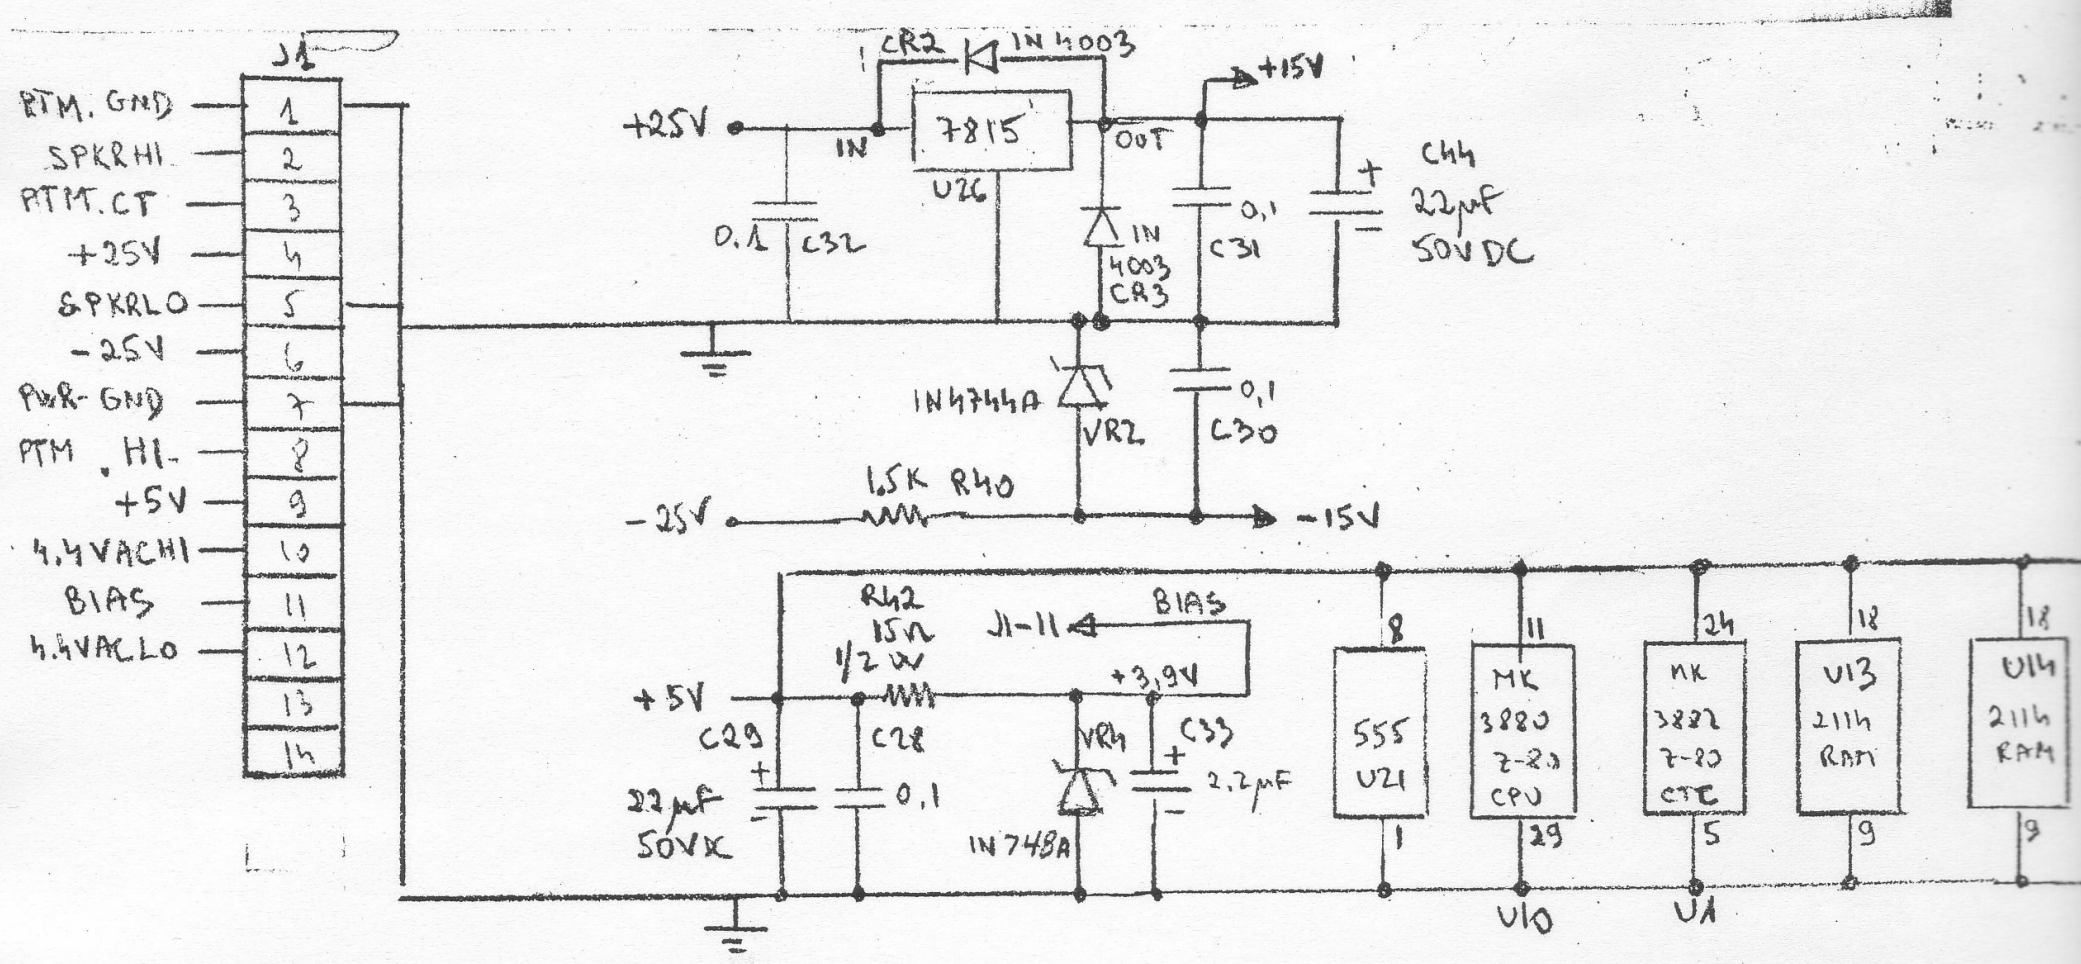 J1
RTM. GND 1
SPKRHI 2
RTM.CT 3
+25V 4
SPKRLO 5
-25V 6
PWR-GND 7
RTM . HI- 8
+5V 9
4.4VACHI 10
BIAS 11
4.4VACLO 12
13
14
CR2 1N4003
+15V
+25V IN 7815 OUT
U26
0.1 C32
1N
4003
CR3
0,1
C31
+ C44
22µF
50VDC
1N4744A
VR2
0,1
C30
1,5K R40
-25V -15V
R42
15Ω
1/2 W
J1-11 BIAS
+5V +3,9V
C29
+
22µF
50VDC
C28
0,1
VR4
1N748A
C33
+
2,2µF
8
555
U21
1
11
MK
3880
Z-80
CPU
29
U10
24
MK
3882
Z-80
CTC
5
U1
18
U13
2114
RAM
9
18
U14
2114
RAM
9